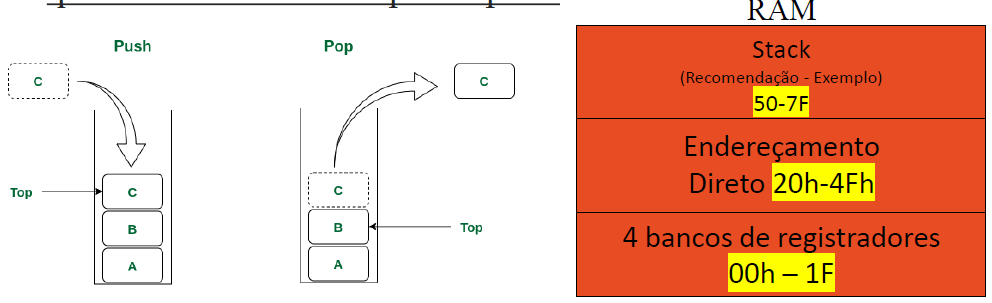 Push
Pop
C
C
Top
C
B
A
C
B
Top
A
RAM
Stack
(Recomendação - Exemplo)
50-7F
Endereçamento
Direto 20h-4Fh
4 bancos de registradores
00h – 1F